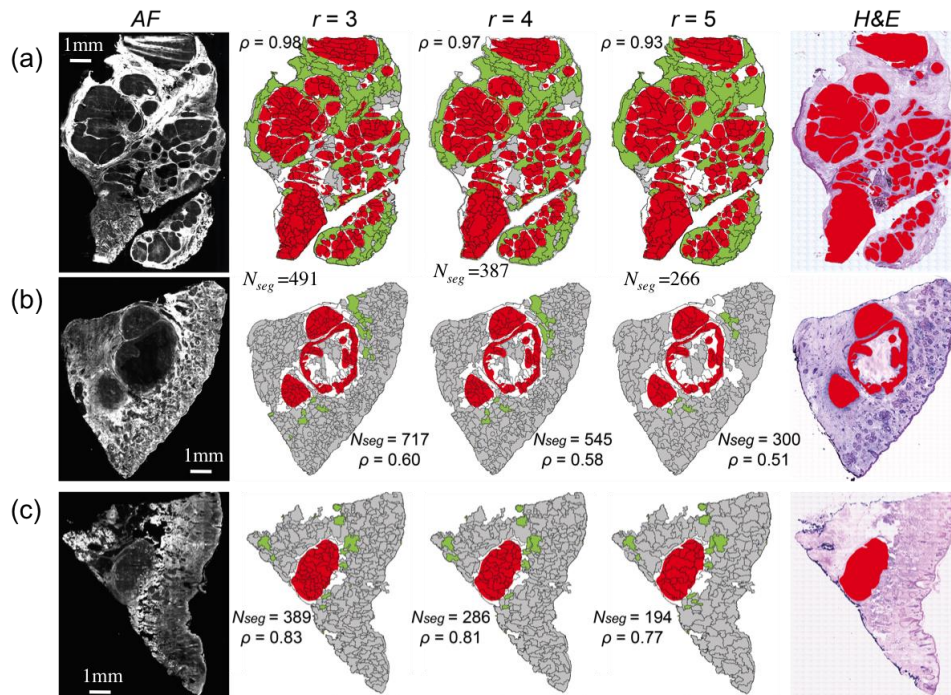 AF r = 3 r = 4 r = 5 H&E
(a)
1mm
ρ = 0.98 ρ = 0.97 ρ = 0.93
Nseg=491 Nseg=387 Nseg=266
(b)
Nseg = 717 Nseg = 545 Nseg = 300
ρ = 0.60 ρ = 0.58 ρ = 0.51
1mm
(c)
Nseg = 389 Nseg = 286 Nseg = 194
ρ = 0.83 ρ = 0.81 ρ = 0.77
1mm